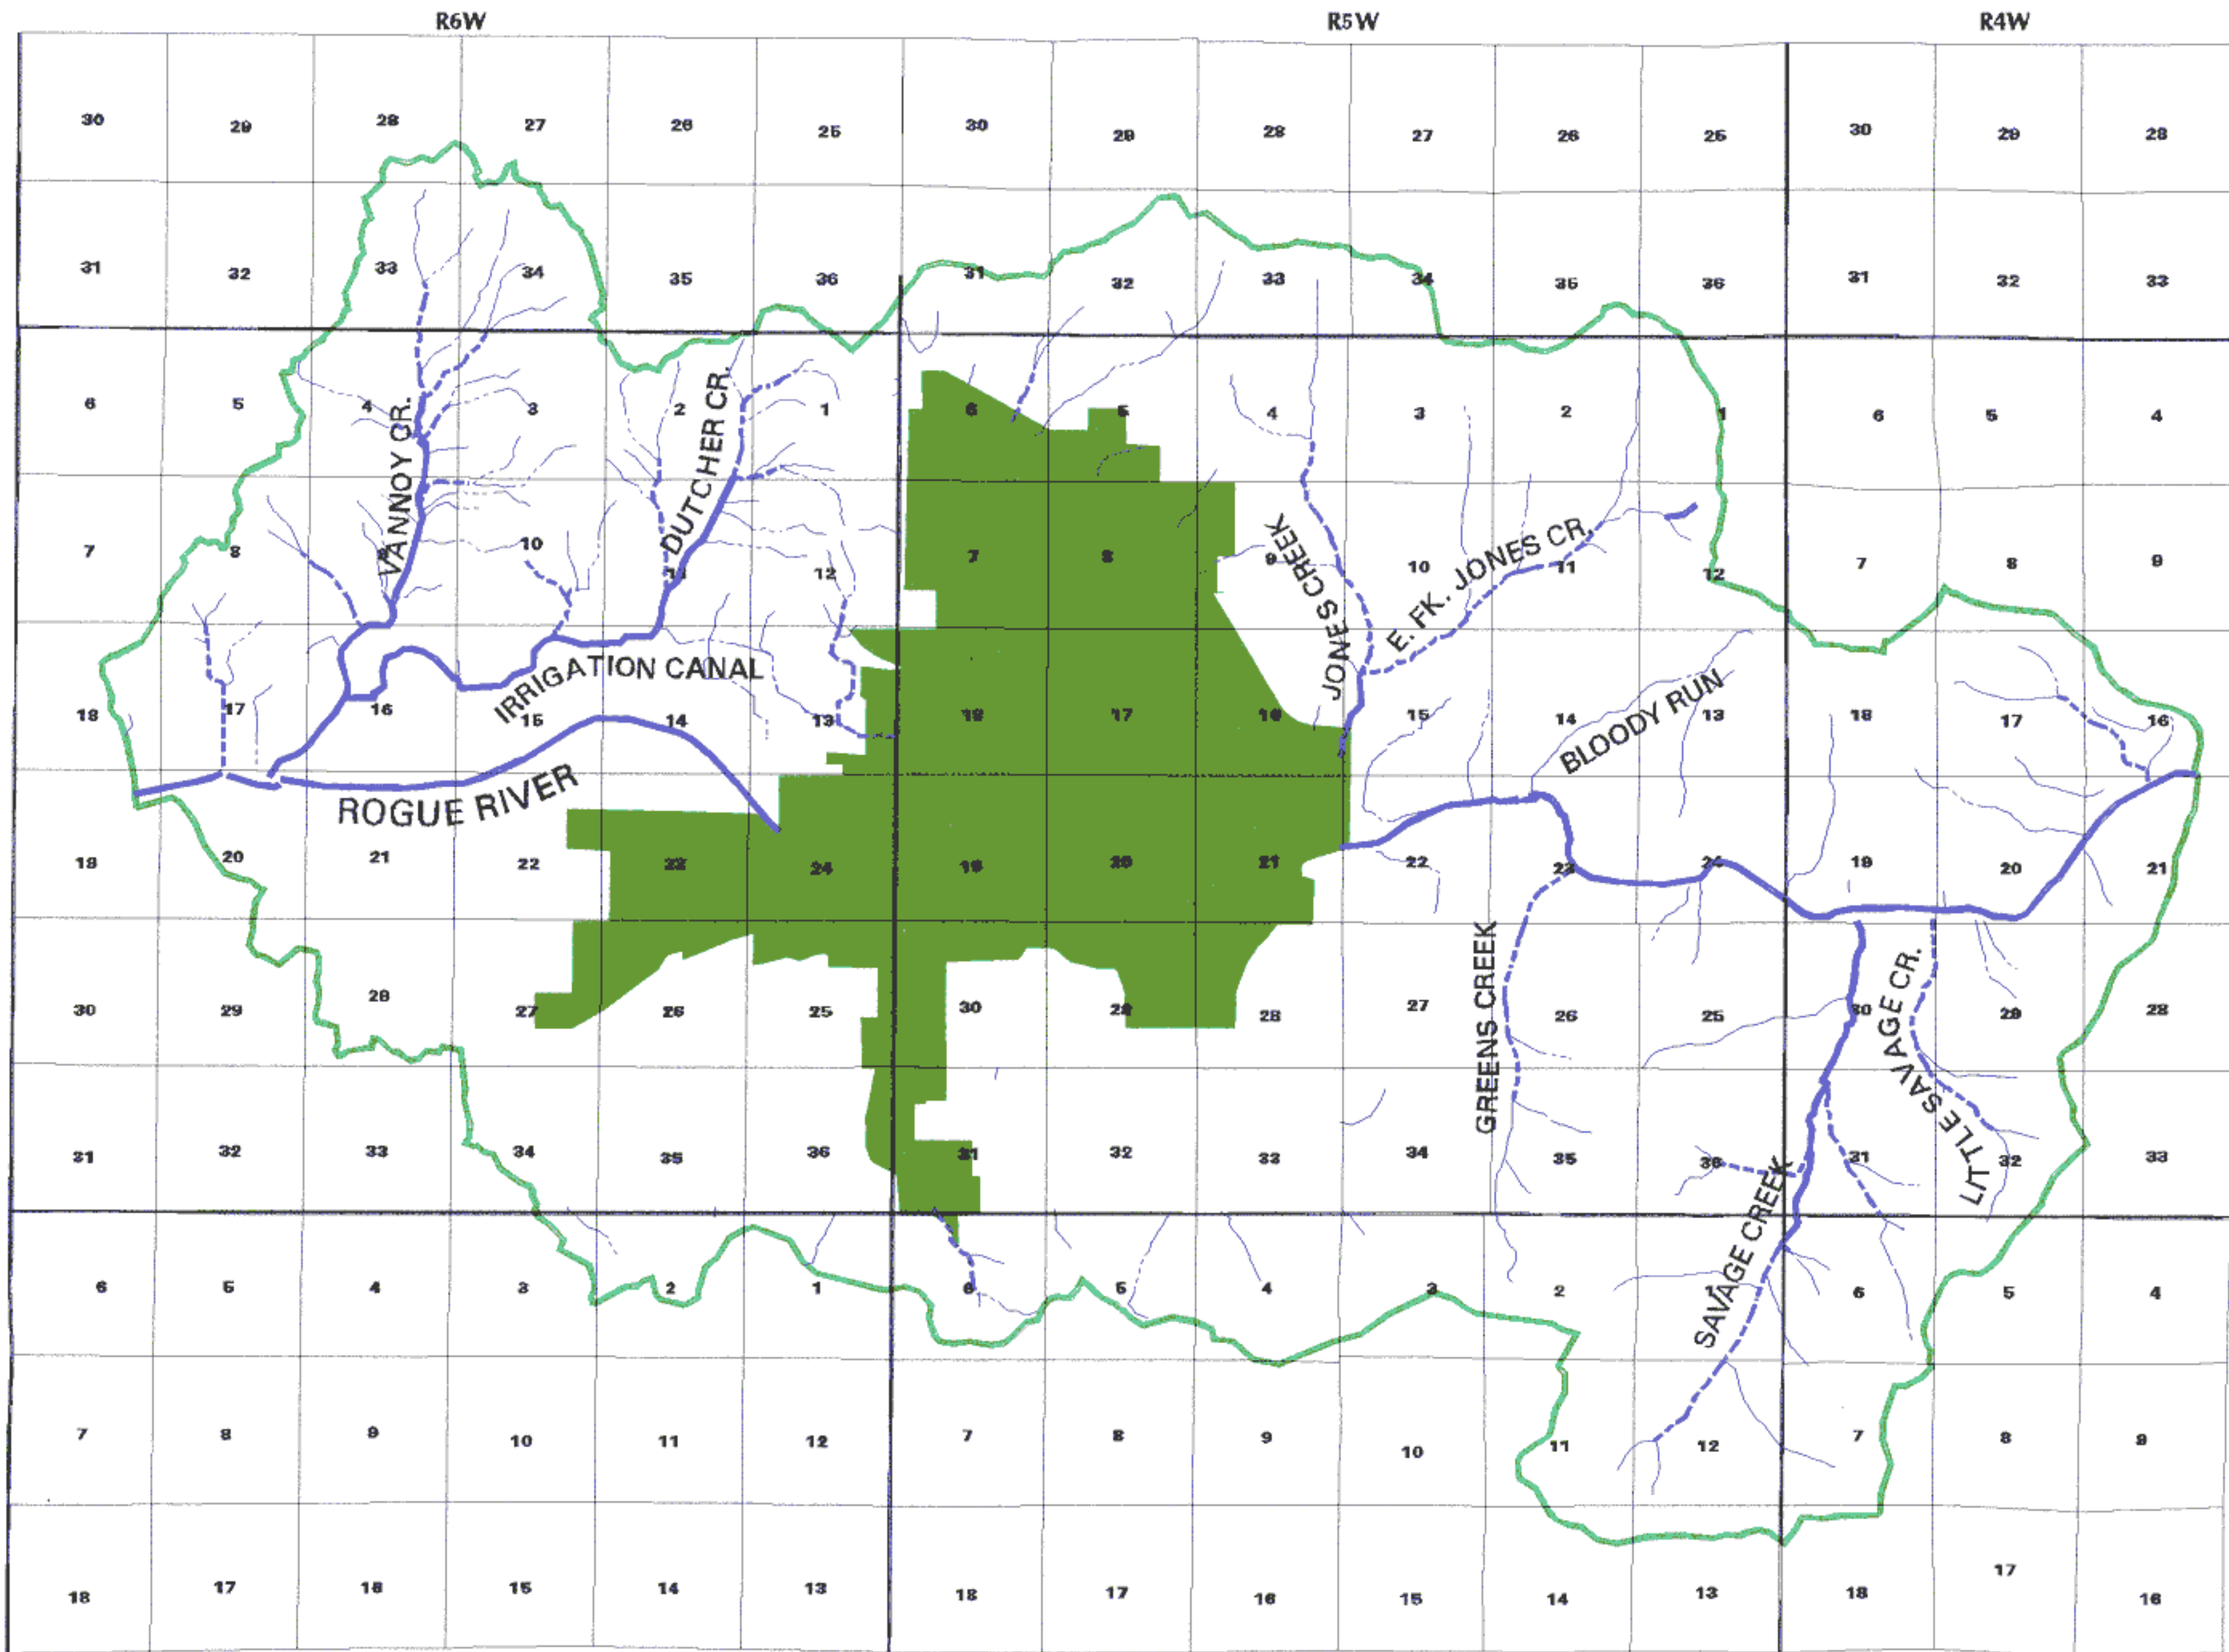 R6W R5W R4W
30 29 28 27 26 25 30 29 28 27 26 25 30 29 28
31 32 33 34 35 36 31 32 33 34 35 36 31 32 33
6 5 4 3 2 1 6 5 4 3 2 1 6 5 4
VANNOY CR.
DUTCHER CR.
7 8 10 11 12 7 8 9 10 11 12 7 8 9
JONES CREEK
E. FK. JONES CR.
IRRIGATION CANAL
BLOODY RUN
18 17 16 15 14 13 18 17 16 15 14 13 18 17 16
ROGUE RIVER
19 20 21 22 23 24 19 20 21 22 23 24 19 20 21
GREENS CREEK
30 29 28 27 26 25 30 29 28 27 26 25 30 29 28
LITTLE SAVAGE CR.
31 32 33 34 35 36 31 32 33 34 35 36 31 32 33
SAVAGE CREEK
6 5 4 3 2 1 6 5 4 3 2 6 5 4
7 8 9 10 11 12 7 8 9 10 11 12 7 8 9
18 17 16 15 14 13 18 17 16 15 14 13 18 17 16